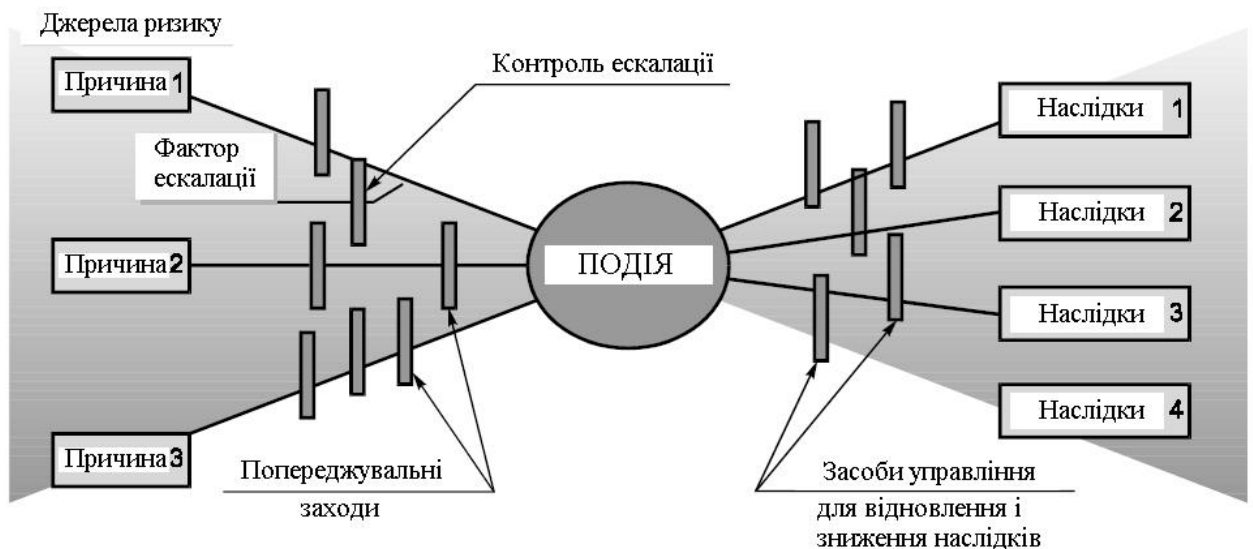 Джерела ризику
Причина 1
Контроль ескалації
Наслідки 1
Фактор
ескалації
Наслідки 2
Причина 2
ПОДІЯ
Наслідки 3
Наслідки 4
Причина 3
Попереджувальні
заходи
Засоби управління
для відновлення і
зниження наслідків